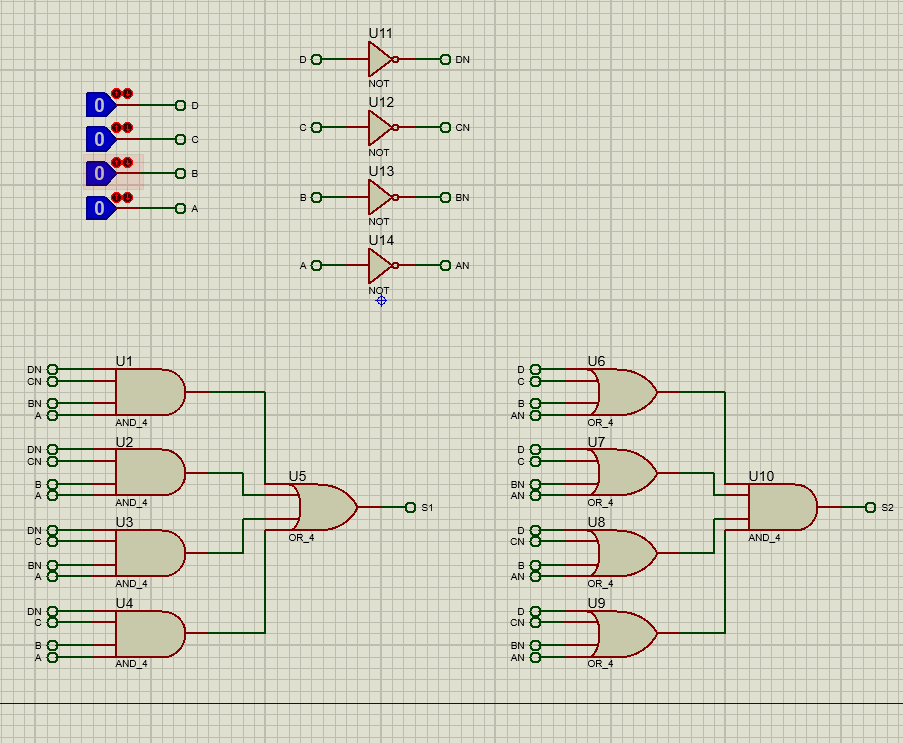 U11
D DN
NOT
0 D
U12
C CN
NOT
0 C
0 B
U13
B BN
NOT
0 A
U14
A AN
NOT
U1
DN
CN
BN
A
AND_4
U2
DN
CN
B
A
AND_4
U3
DN
C
BN
A
AND_4
U4
DN
C
B
A
AND_4
U5
S1
OR_4
U6
D
C
B
AN
OR_4
U7
D
C
BN
AN
OR_4
U8
D
CN
B
AN
OR_4
U9
D
CN
BN
AN
OR_4
U10
S2
AND_4